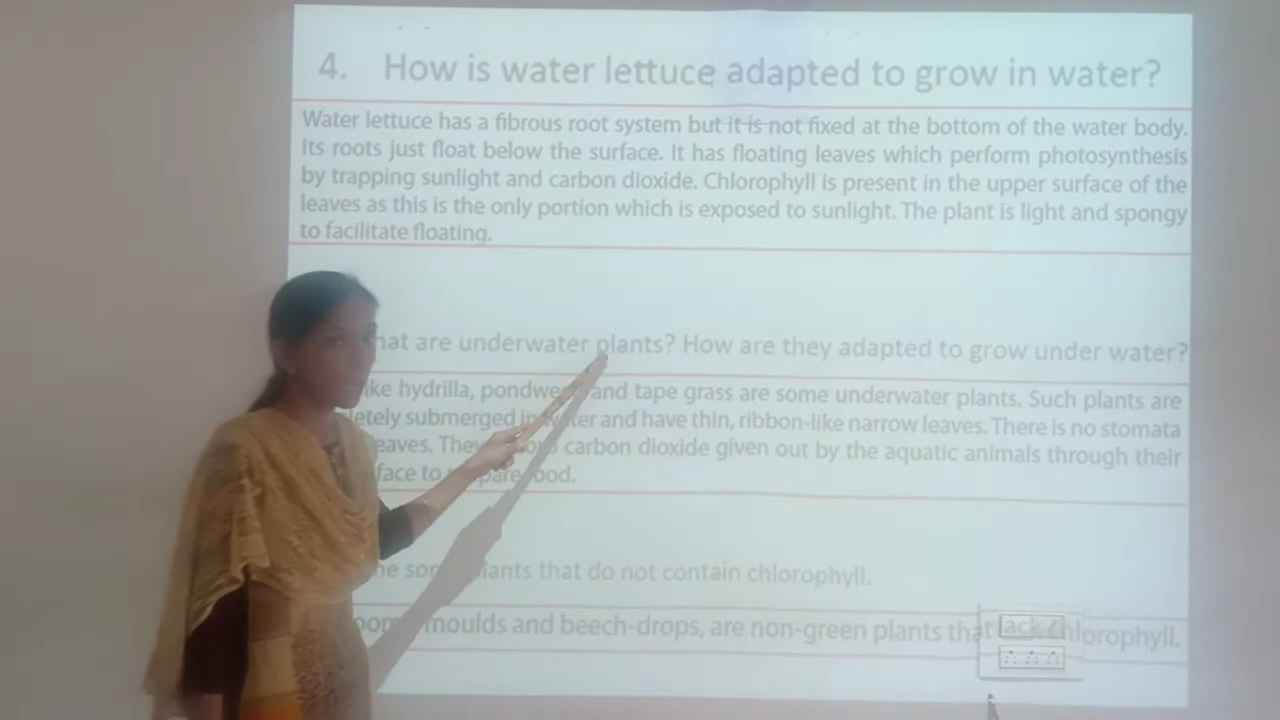 4. How is water lettuce adapted to grow in water?
Water lettuce has a fibrous root system but it is not fixed at the bottom of the water body.
Its roots just float below the surface. It has floating leaves which perform photosynthesis
by trapping sunlight and carbon dioxide. Chlorophyll is present in the upper surface of the
leaves as this is the only portion which is exposed to sunlight. The plant is light and spongy
to facilitate floating.
hat are underwater plants? How are they adapted to grow under water?
ike hydrilla, and tape grass are some underwater plants. Such plants are
etely submerged in and have thin, ribbon-like narrow leaves. There is no stomata
eaves. They carbon dioxide given out by the aquatic animals through their
face to food.
plants that do not contain chlorophyll.
moulds and beech-drops, are non-green plants that lack chlorophyll.